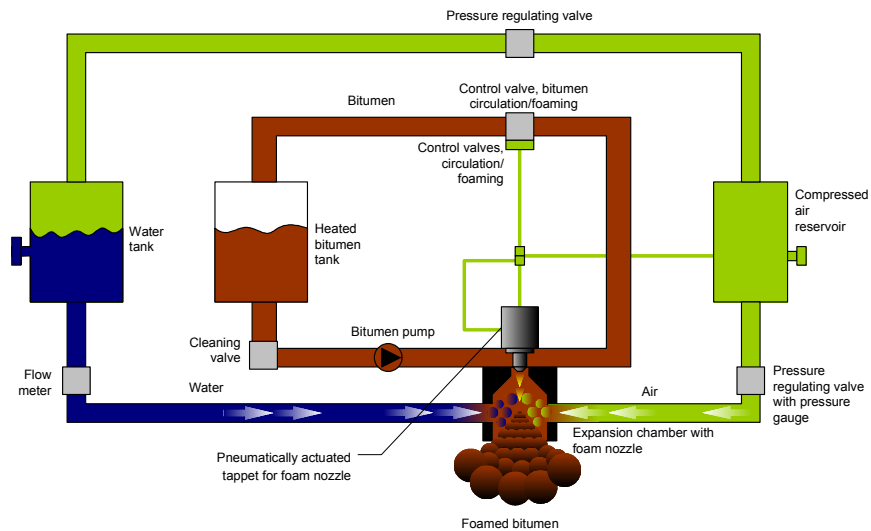 Pressure regulating valve
Control valve, bitumen
circulation/foaming
Bitumen
Control valves,
circulation/
foaming
Water
tank
Heated
bitumen
tank
Compressed
air
reservoir
Cleaning
valve
Bitumen pump
Flow
meter
Water
Air
Pressure
regulating valve
with pressure
gauge
Expansion chamber with
foam nozzle
Pneumatically actuated
tappet for foam nozzle
Foamed bitumen